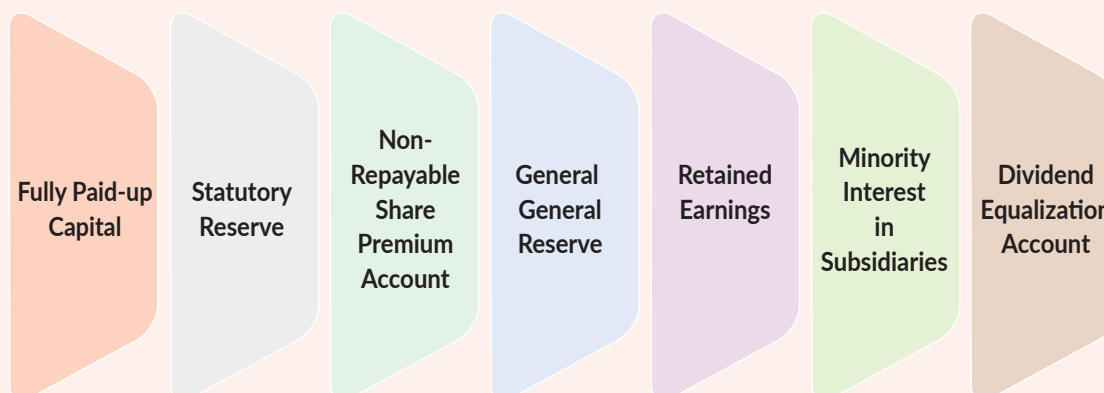 Fully Paid-up
Capital
Statutory
Reserve
Non-
Repayable
Share
Premium
Account
General
General
Reserve
Retained
Earnings
Minority
Interest
in
Subsidiaries
Dividend
Equalization
Account